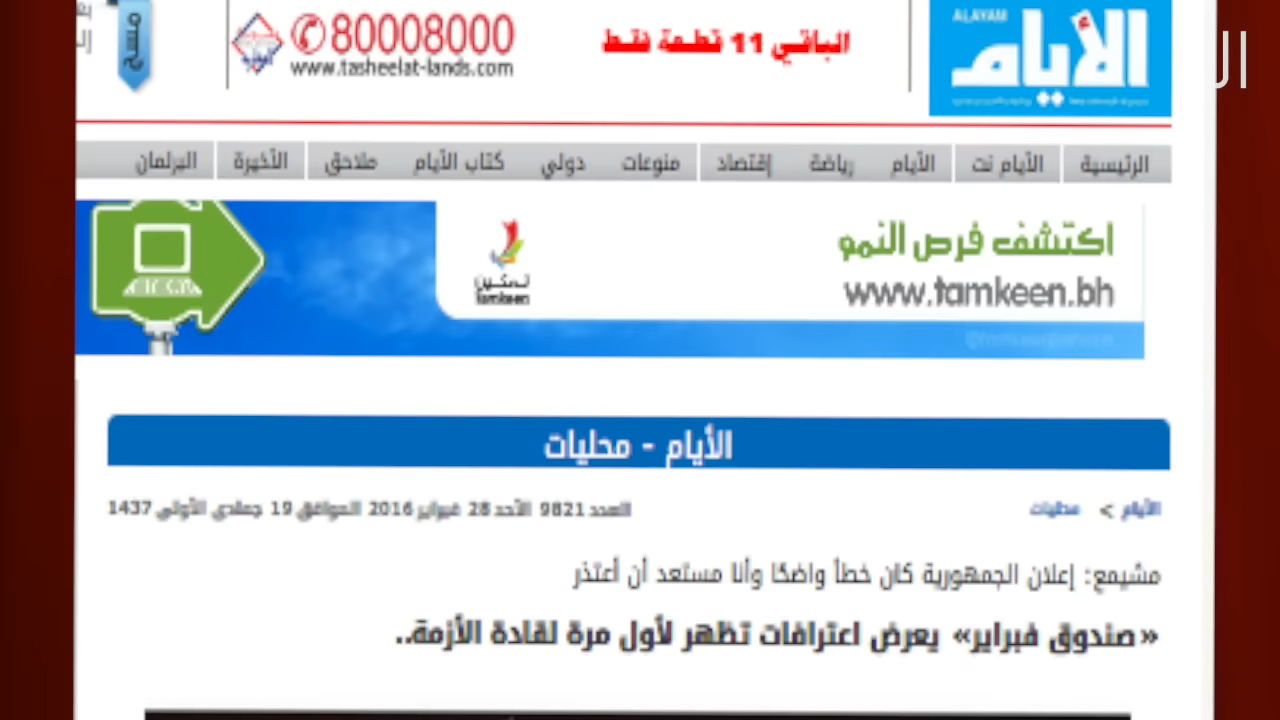 الأيام
ALAYAM
الباقي 11 قطعة فقط
80008000
www.tasheelat-lands.com
مسح
الرئيسية
الأيام نت
الأيام
رياضة
إقتصاد
منوعات
دولي
كتاب الأيام
ملاحق
الأخيرة
البرلمان
اكتشف فرص النمو
www.tamkeen.bh
تمكين
Tamkeen
الأيام - محليات
الأيام > محليات
العدد 9821 الأحد 28 فبراير 2016 الموافق 19 جمادى الأولى 1437
مشيمع: إعلان الجمهورية كان خطأ واضحًا وأنا مستعد أن أعتذر
«صندوق فبراير» يعرض اعترافات تظهر لأول مرة لقادة الأزمة..